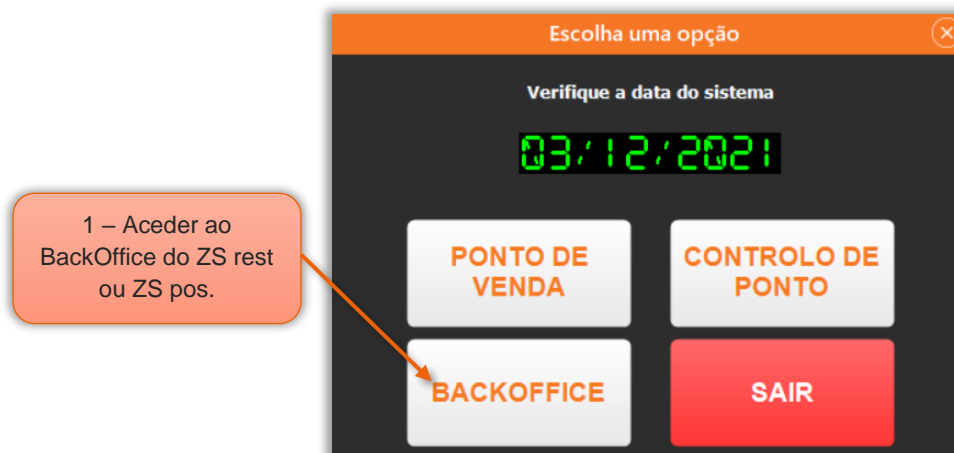 Escolha uma opção
Verifique a data do sistema
03/12/2021
1 – Aceder ao
BackOffice do ZS rest
ou ZS pos.
PONTO DE
VENDA
CONTROLO DE
PONTO
BACKOFFICE
SAIR